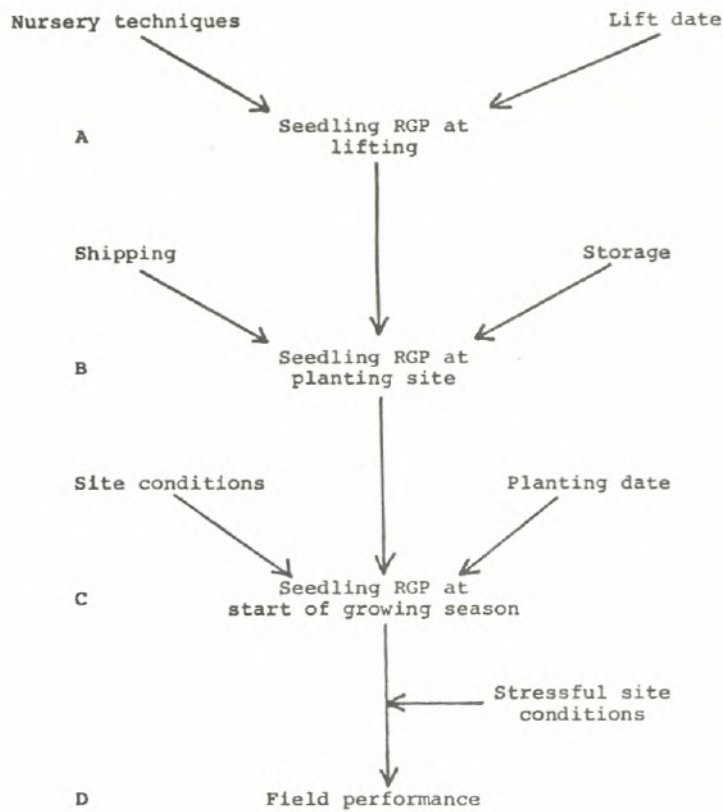 Nursery techniques
Lift date
A
Seedling RGP at
lifting
Shipping
Storage
B
Seedling RGP at
planting site
Site conditions
Planting date
C
Seedling RGP at
start of growing season
Stressful site
conditions
D
Field performance